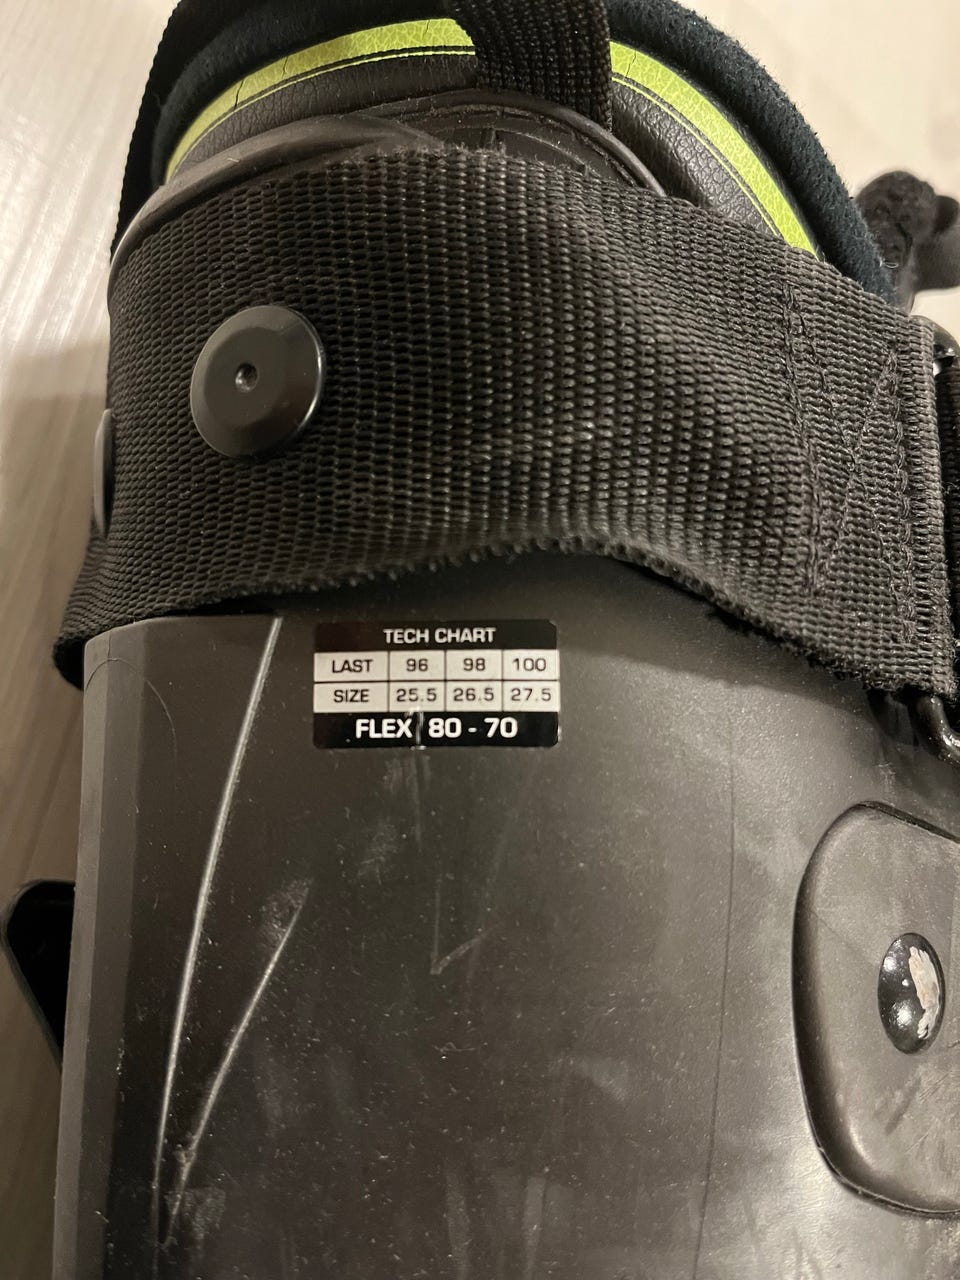 TECH CHART
LAST 96 98 100
SIZE 25.5 26.5 27.5
FLEX 80 - 70